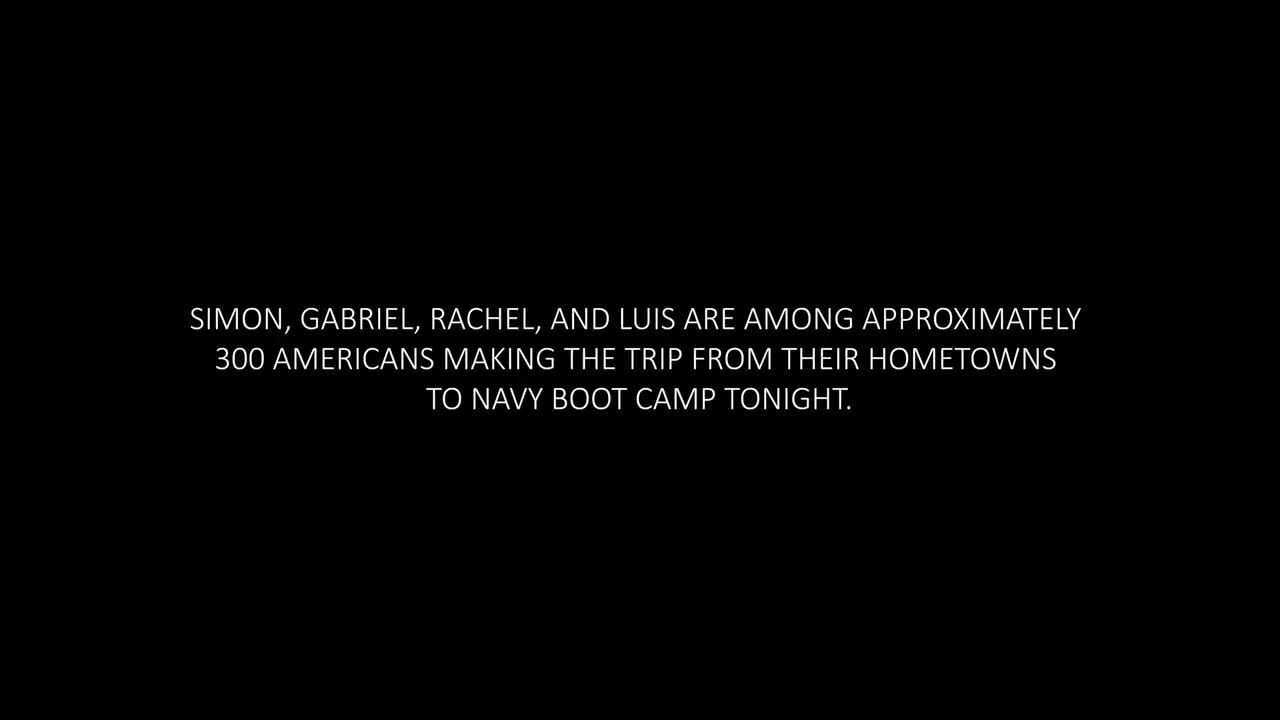 SIMON, GABRIEL, RACHEL, AND LUIS ARE AMONG APPROXIMATELY
300 AMERICANS MAKING THE TRIP FROM THEIR HOMETOWNS
TO NAVY BOOT CAMP TONIGHT.